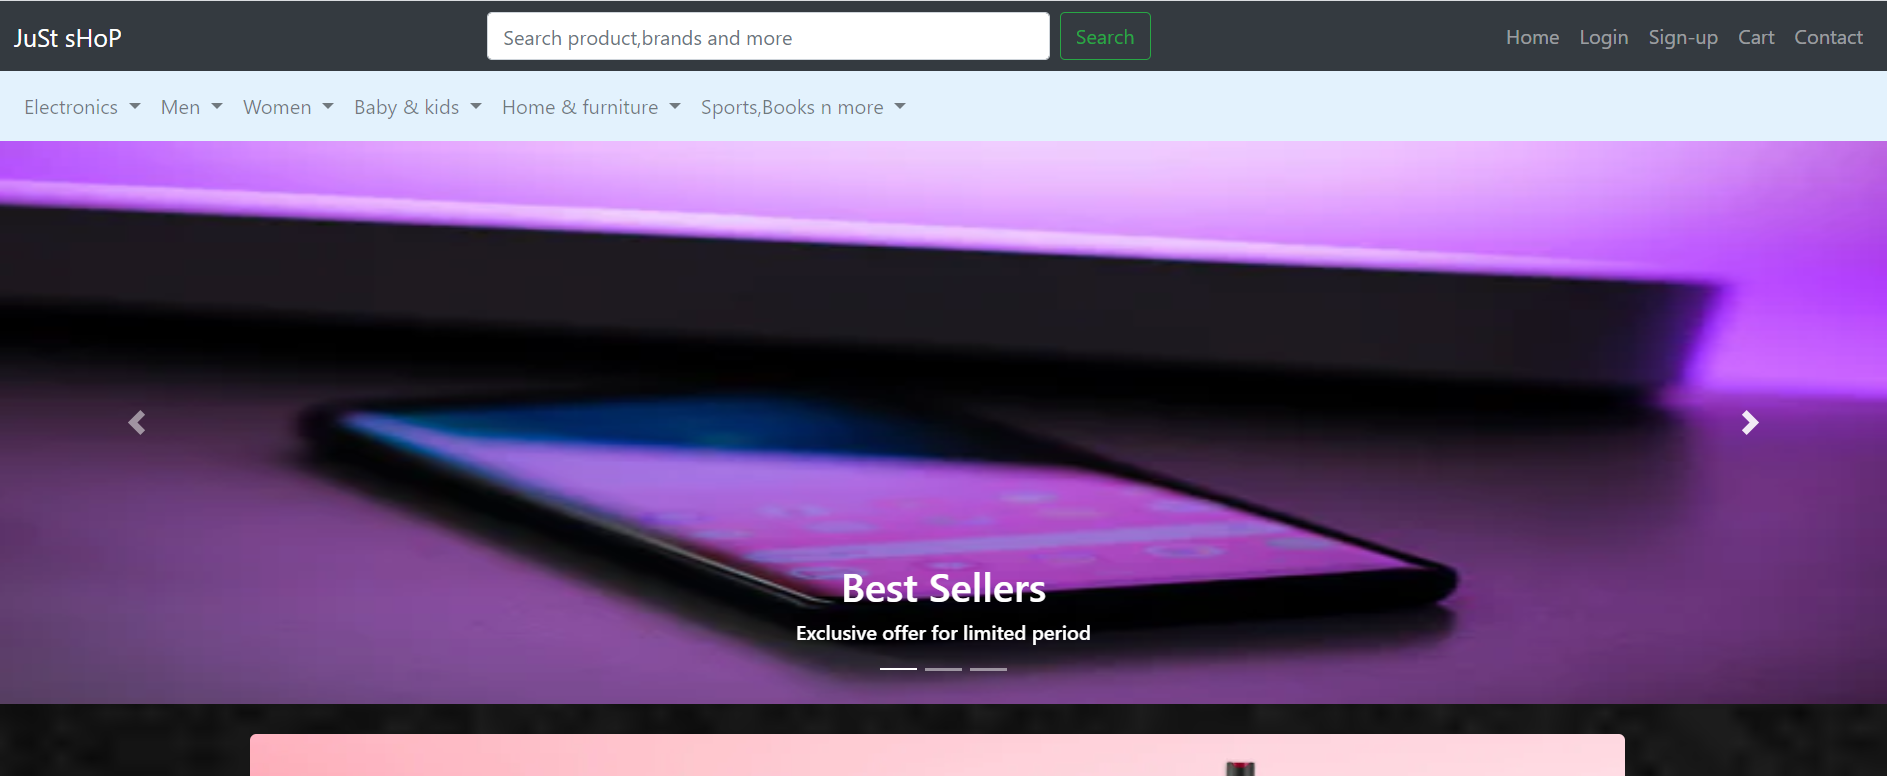 JuSt sHoP
Search product,brands and more
Search
Home Login Sign-up Cart Contact
Electronics Men Women Baby & kids Home & furniture Sports,Books n more
Best Sellers
Exclusive offer for limited period